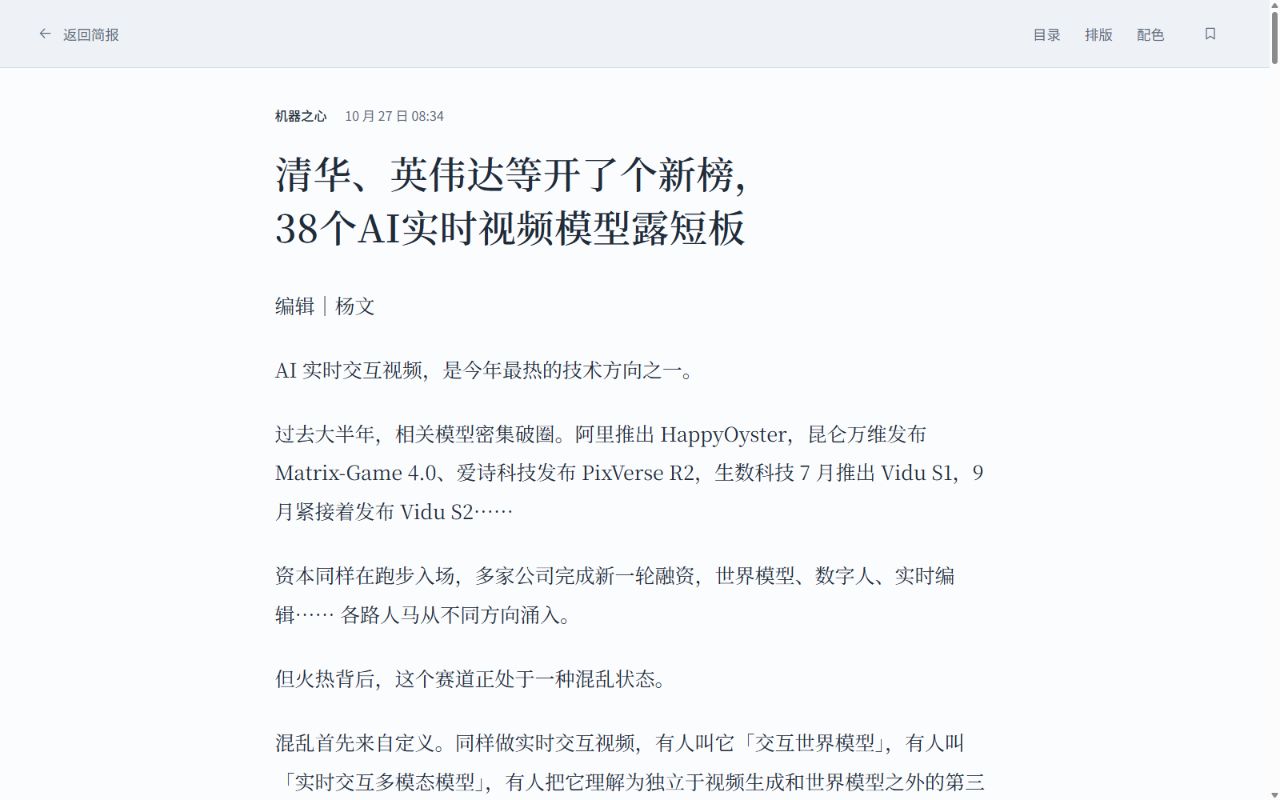 返回简报
目录
排版
配色
机器之心 10 月 27 日 08:34
清华、英伟达等开了个新榜，
38个AI实时视频模型露短板
编辑｜杨文
AI 实时交互视频，是今年最热的技术方向之一。
过去大半年，相关模型密集破圈。阿里推出 HappyOyster，昆仑万维发布
Matrix-Game 4.0、爱诗科技发布 PixVerse R2，生数科技 7 月推出 Vidu S1，9
月紧接着发布 Vidu S2……
资本同样在跑步入场，多家公司完成新一轮融资，世界模型、数字人、实时编
辑…… 各路人马从不同方向涌入。
但火热背后，这个赛道正处于一种混乱状态。
混乱首先来自定义。同样做实时交互视频，有人叫它「交互世界模型」，有人叫
「实时交互多模态模型」，有人把它理解为独立于视频生成和世界模型之外的第三